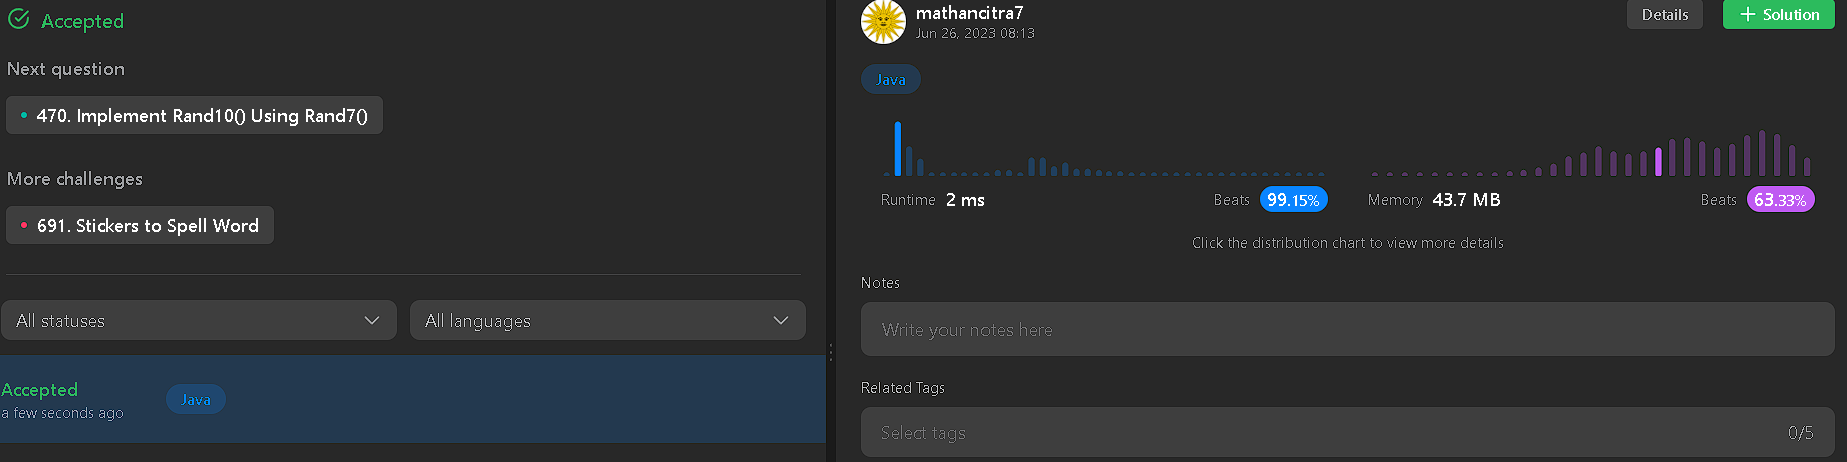 Accepted
Next question
470. Implement Rand10() Using Rand7()
More challenges
691. Stickers to Spell Word
All statuses
All languages
Accepted
a few seconds ago
Java
mathancitra7
Jun 26, 2023 08:13
Details
+ Solution
Java
Runtime 2 ms
Beats 99.15%
Memory 43.7 MB
Beats 63.33%
Click the distribution chart to view more details
Notes
Write your notes here
Related Tags
Select tags
0/5